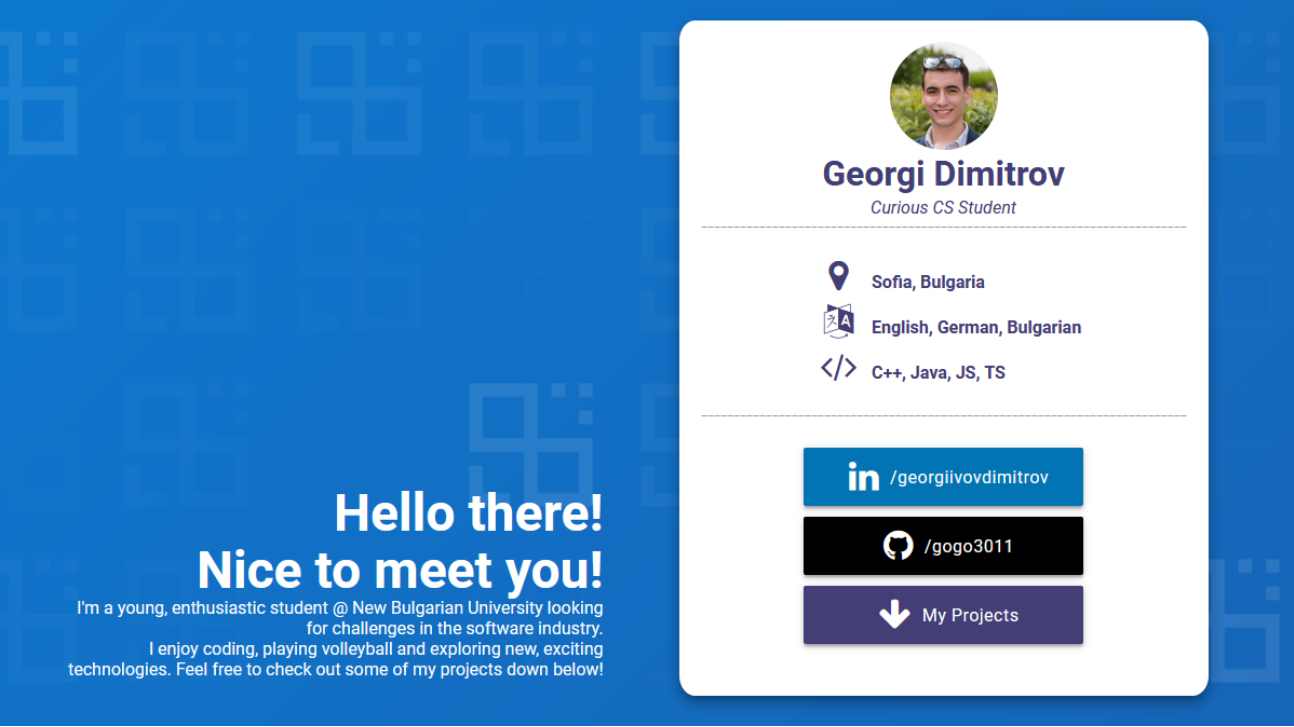 Hello there!
Nice to meet you!
I'm a young, enthusiastic student @ New Bulgarian University looking
for challenges in the software industry.
I enjoy coding, playing volleyball and exploring new, exciting
technologies. Feel free to check out some of my projects down below!
Georgi Dimitrov
Curious CS Student
Sofia, Bulgaria
English, German, Bulgarian
C++, Java, JS, TS
in /georgiivovdimitrov
/gogo3011
My Projects